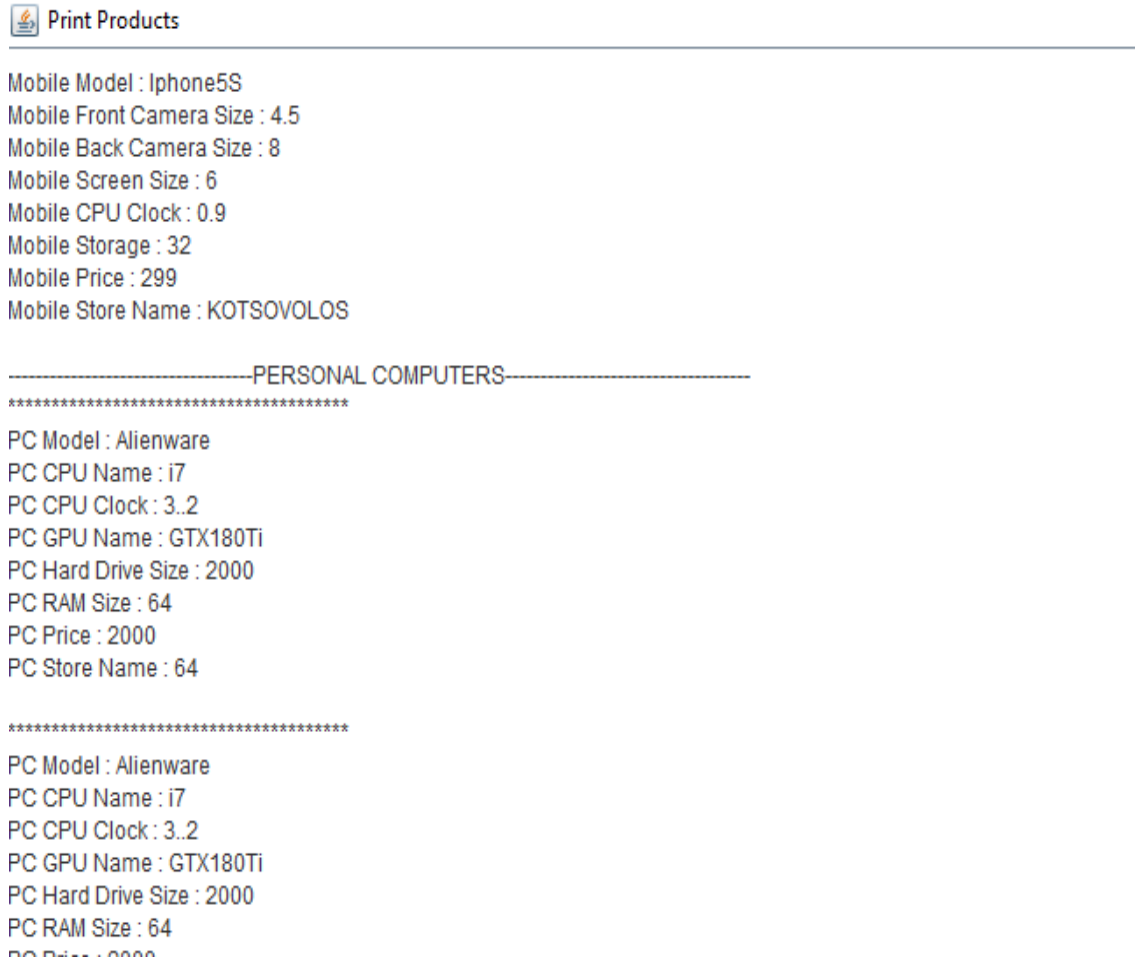 Print Products
Mobile Model : Iphone5S
Mobile Front Camera Size : 4.5
Mobile Back Camera Size : 8
Mobile Screen Size : 6
Mobile CPU Clock : 0.9
Mobile Storage : 32
Mobile Price : 299
Mobile Store Name : KOTSOVOLOS
-----------------------------------PERSONAL COMPUTERS-----------------------------------
***************************************
PC Model : Alienware
PC CPU Name : i7
PC CPU Clock : 3..2
PC GPU Name : GTX180Ti
PC Hard Drive Size : 2000
PC RAM Size : 64
PC Price : 2000
PC Store Name : 64
***************************************
PC Model : Alienware
PC CPU Name : i7
PC CPU Clock : 3..2
PC GPU Name : GTX180Ti
PC Hard Drive Size : 2000
PC RAM Size : 64